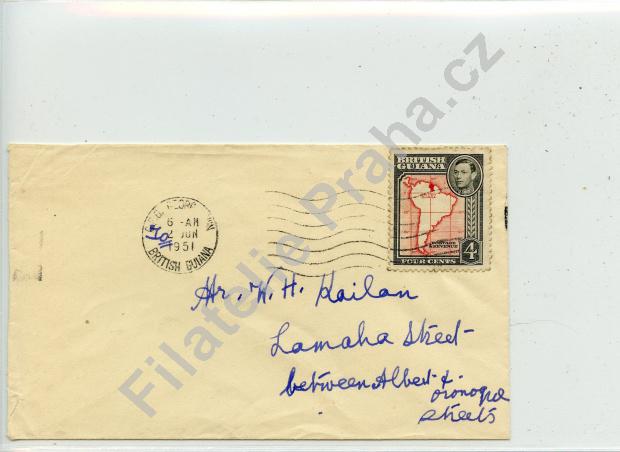 BRITISH
GUIANA
POSTAGE
REVENUE
4
FOUR CENTS
6 - AM
2 JUN
1951
BRITISH GUIANA
Mr. W. H. Kailan
Lamaha Street
between Albert &
oronoque
streets
Filatelie Praha.cz